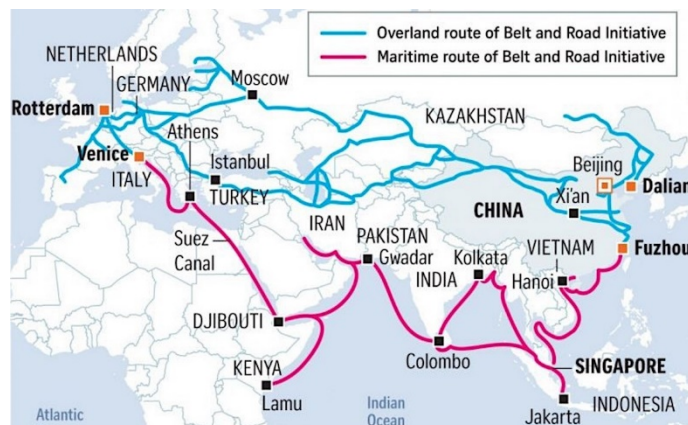 Overland route of Belt and Road Initiative
Maritime route of Belt and Road Initiative
NETHERLANDS
GERMANY
Moscow
Rotterdam
KAZAKHSTAN
Athens
Venice
Istanbul
Beijing
ITALY
TURKEY
Xi'an
Dalian
CHINA
IRAN
Suez
Canal
PAKISTAN
Gwadar
Kolkata
VIETNAM
Fuzhou
INDIA
Hanoi
DJIBOUTI
Colombo
SINGAPORE
KENYA
Lamu
INDONESIA
Jakarta
Atlantic
Indian
Ocean